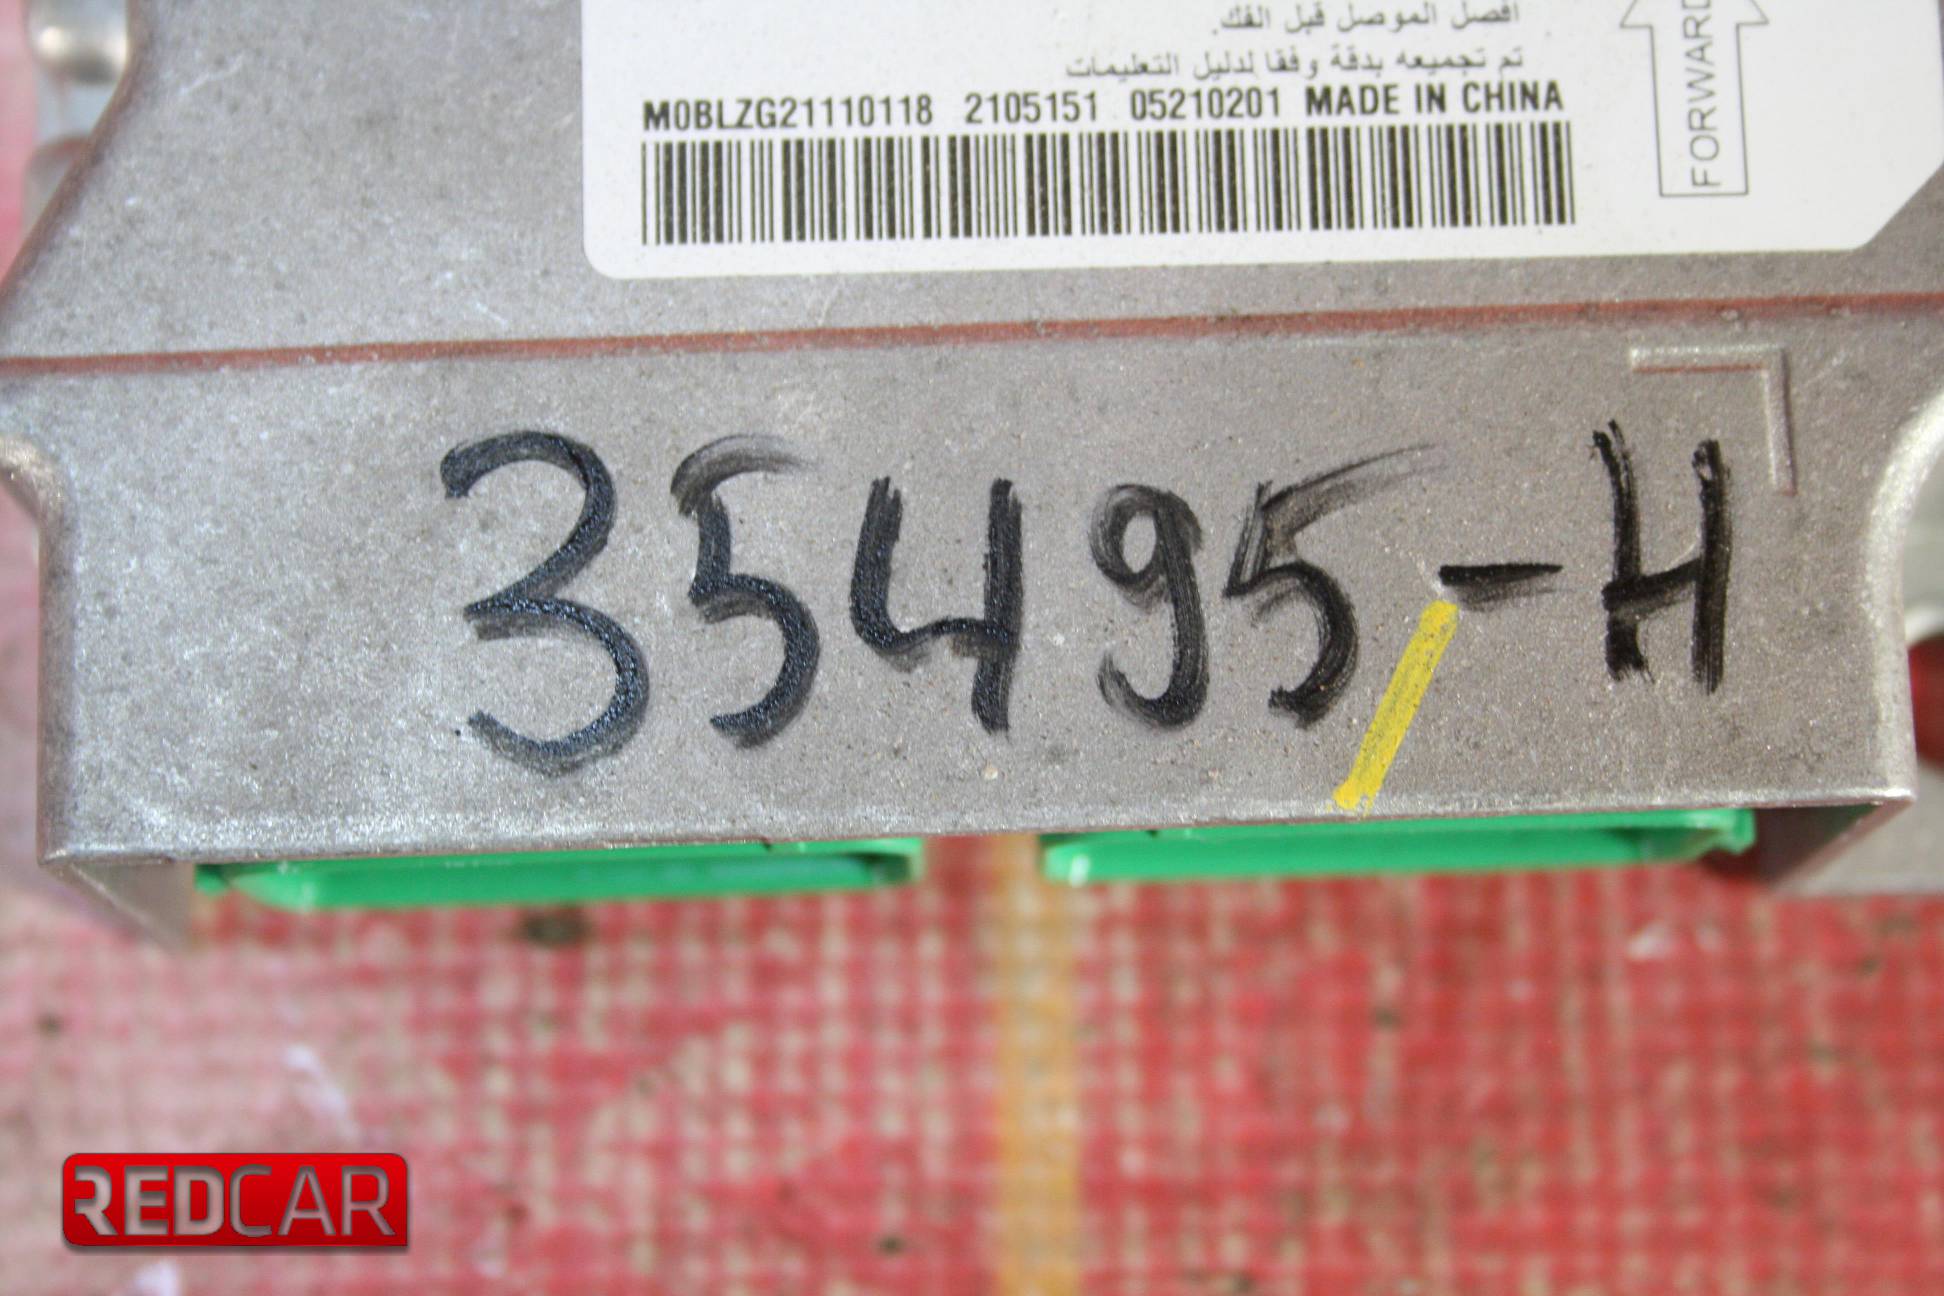 افصل الموصل قبل الفك.
تم تجميعه بدقة وفقا لدليل التعليمات
M0BLZG21110118 2105151 05210201 MADE IN CHINA
FORWARD
35495-H
REDCAR